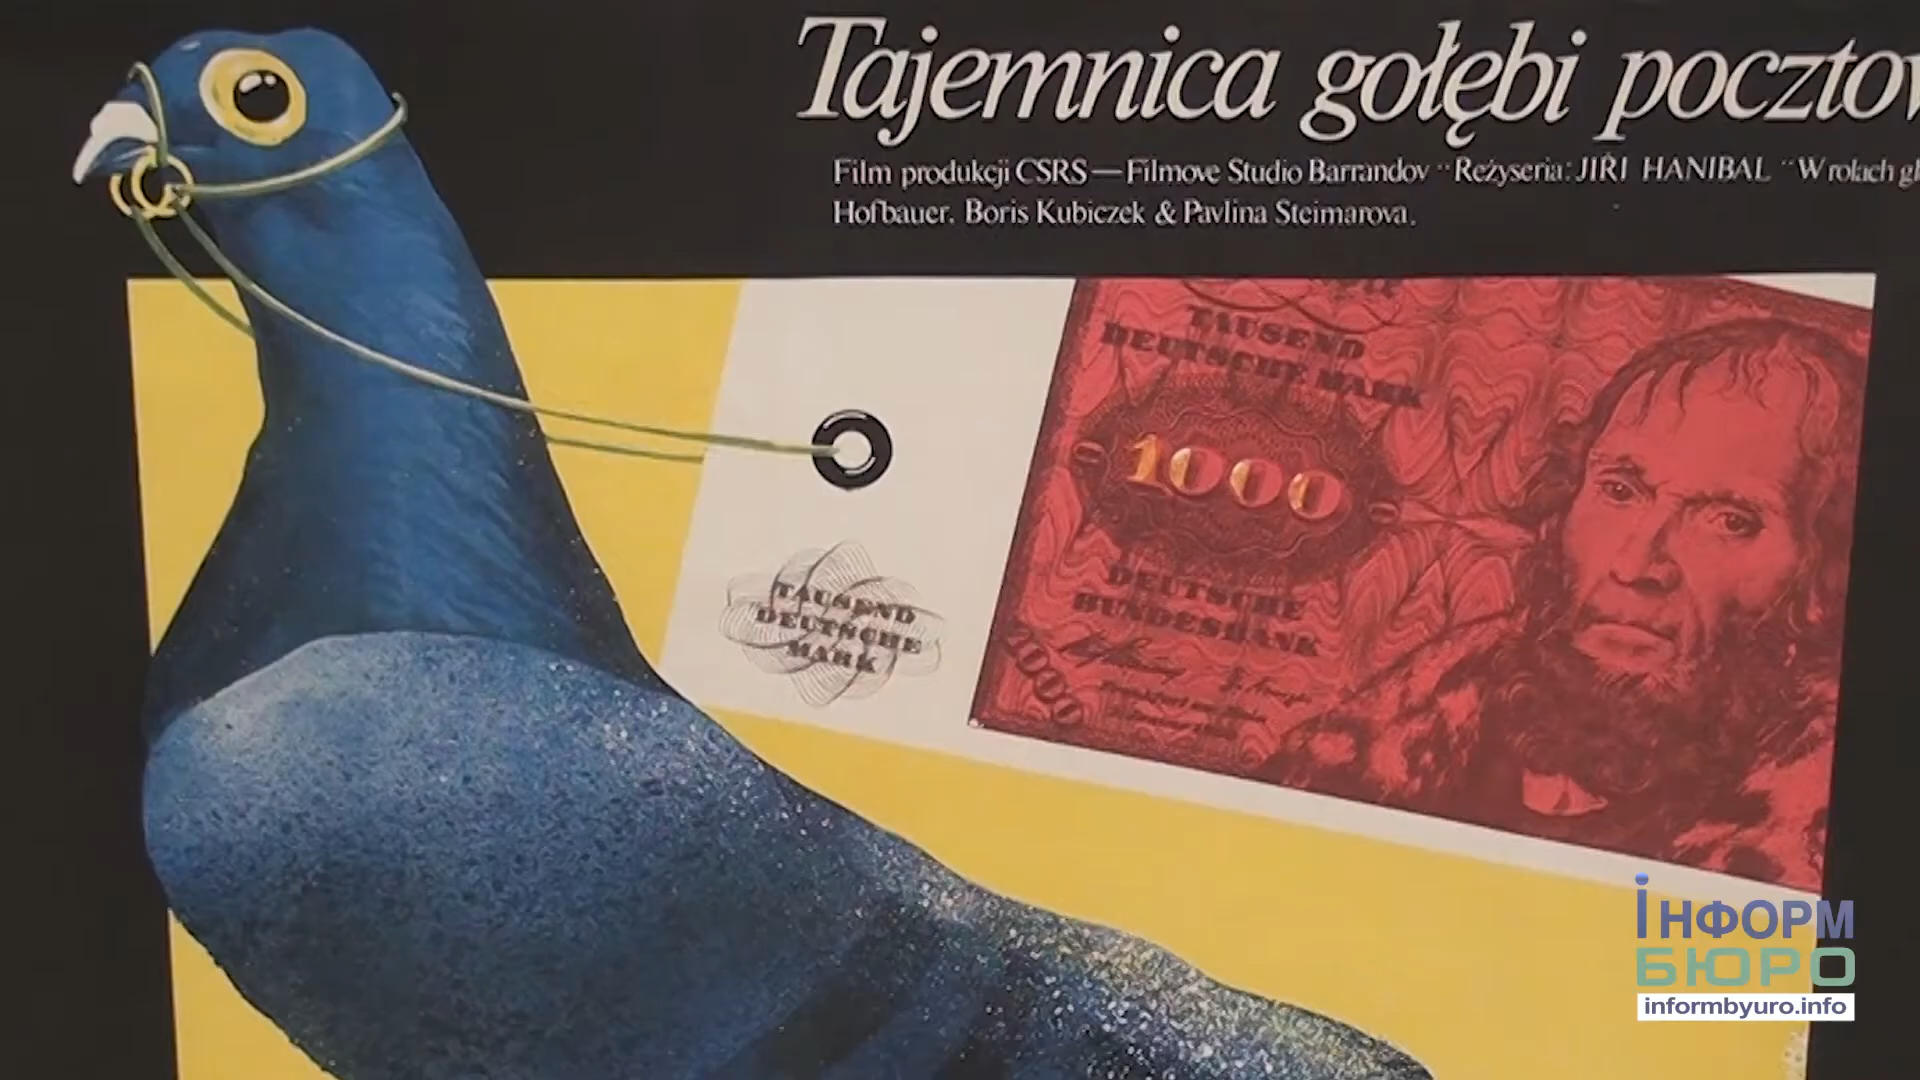 Tajemnica gołębi pocztow
Film produkcji CSRS — Filmove Studio Barrandov " Reżyseria: JIŘI HANIBAL " W rolach gł
Hofbauer. Boris Kubiczek & Pavlina Steimarova.
TAUSEND
DEUTSCHE MARK
1000
DEUTSCHE
BUNDESBANK
1000
TAUSEND
DEUTSCHE
MARK
ІНФОРМ
БЮРО
informbyuro.info